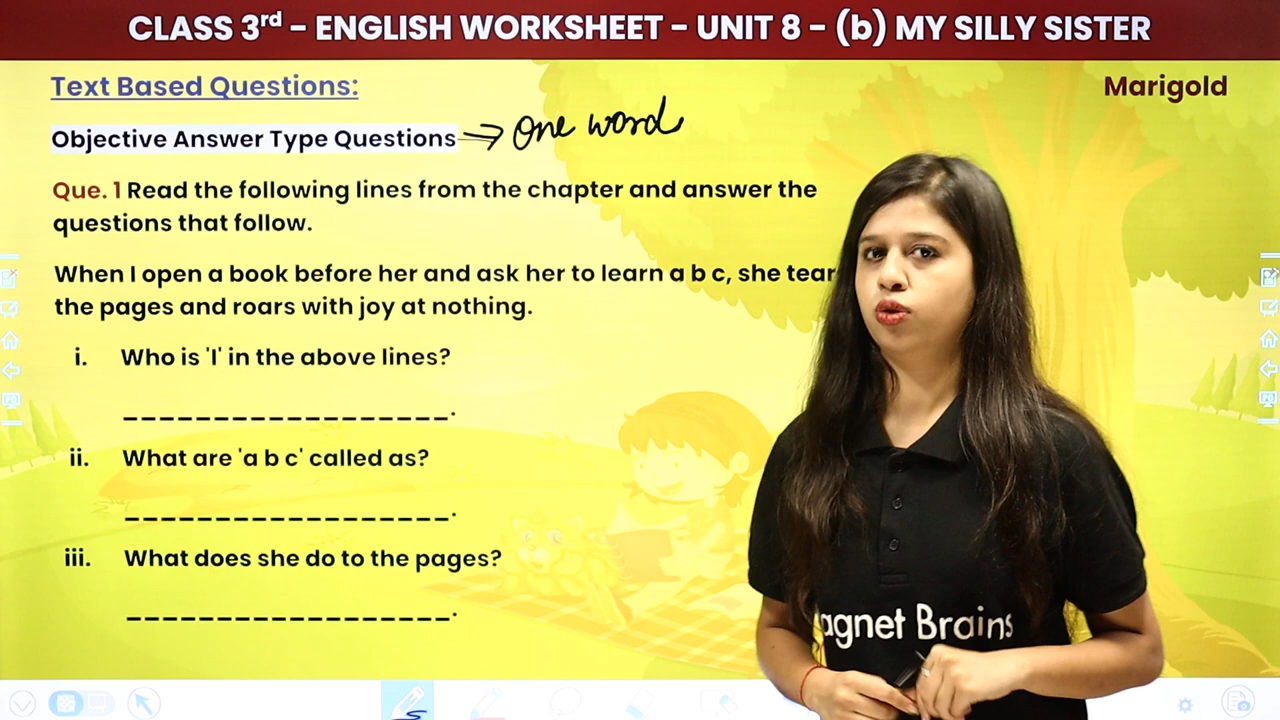 CLASS 3rd - ENGLISH WORKSHEET - UNIT 8 - (b) MY SILLY SISTER
Text Based Questions:
Marigold
Objective Answer Type Questions → One word
Que. 1 Read the following lines from the chapter and answer the
questions that follow.
When I open a book before her and ask her to learn a b c, she tear
the pages and roars with joy at nothing.
i. Who is 'I' in the above lines?
__________________.
ii. What are 'a b c' called as?
__________________.
iii. What does she do to the pages?
__________________.
agnet Brains